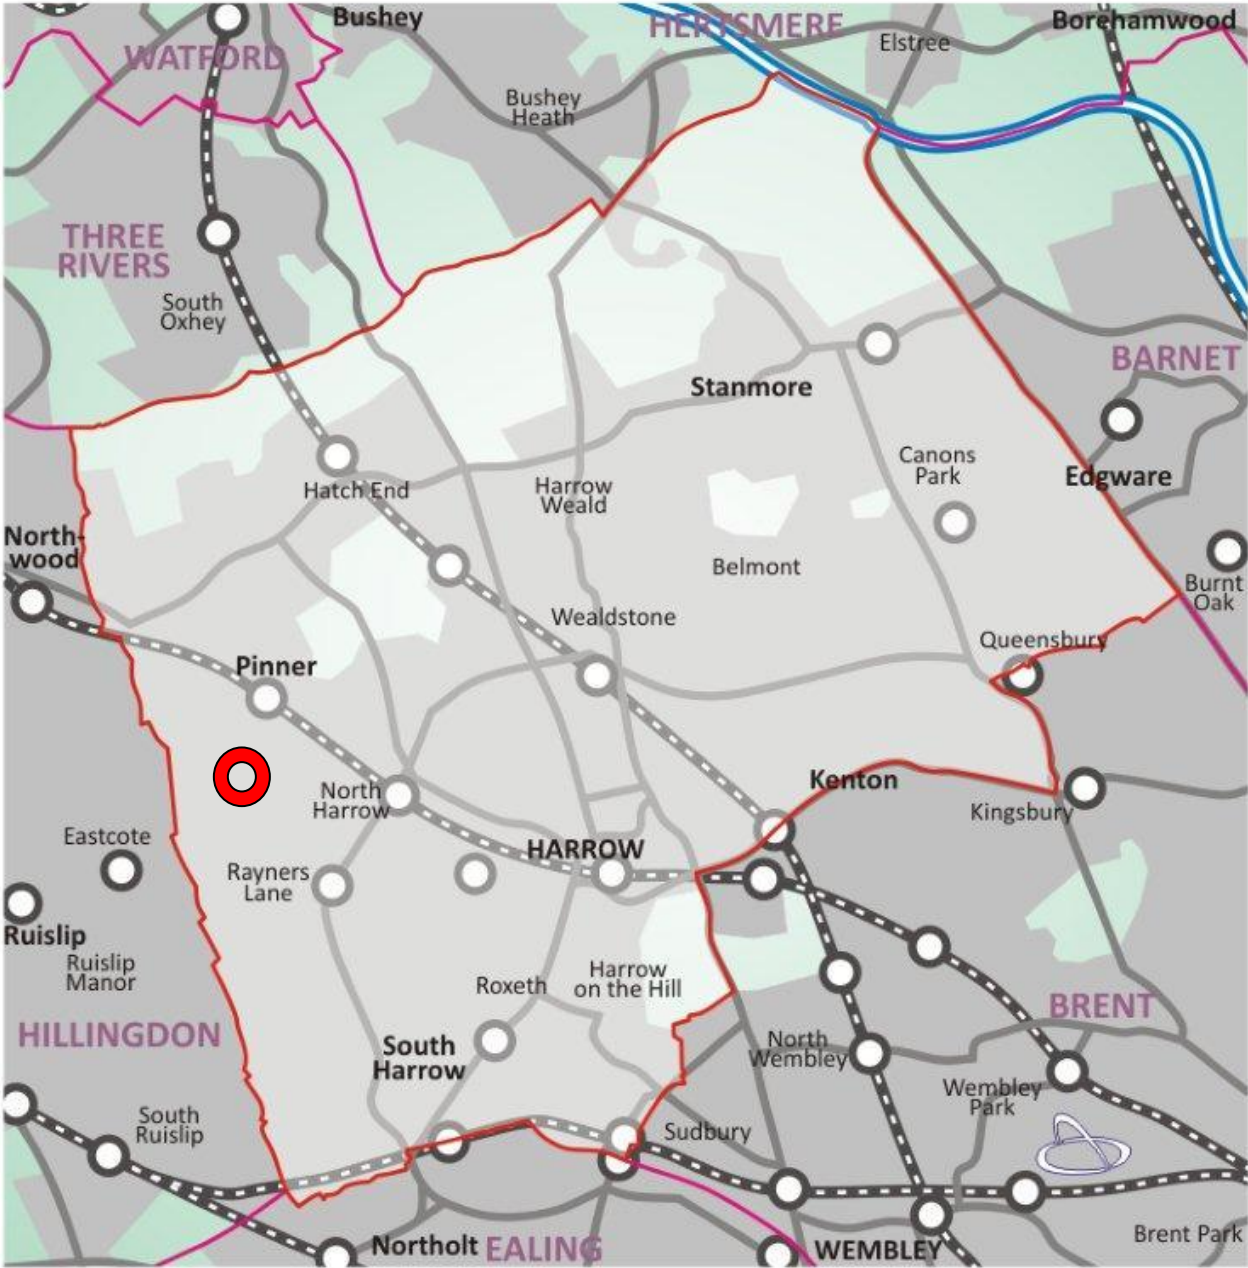 Bushey
HERTSMERE
Borehamwood
Elstree
WATFORD
Bushey
Heath
THREE
RIVERS
South
Oxhey
BARNET
Stanmore
Canons
Park
Edgware
Hatch End
Harrow
Weald
North-
wood
Belmont
Burnt
Oak
Wealdstone
Queensbury
Pinner
Kenton
North
Harrow
Kingsbury
Eastcote
HARROW
Rayners
Lane
Ruislip
Ruislip
Manor
Roxeth
Harrow
on the Hill
HILLINGDON
BRENT
South
Harrow
North
Wembley
Wembley
Park
South
Ruislip
Sudbury
Northolt
EALING
WEMBLEY
Brent Park